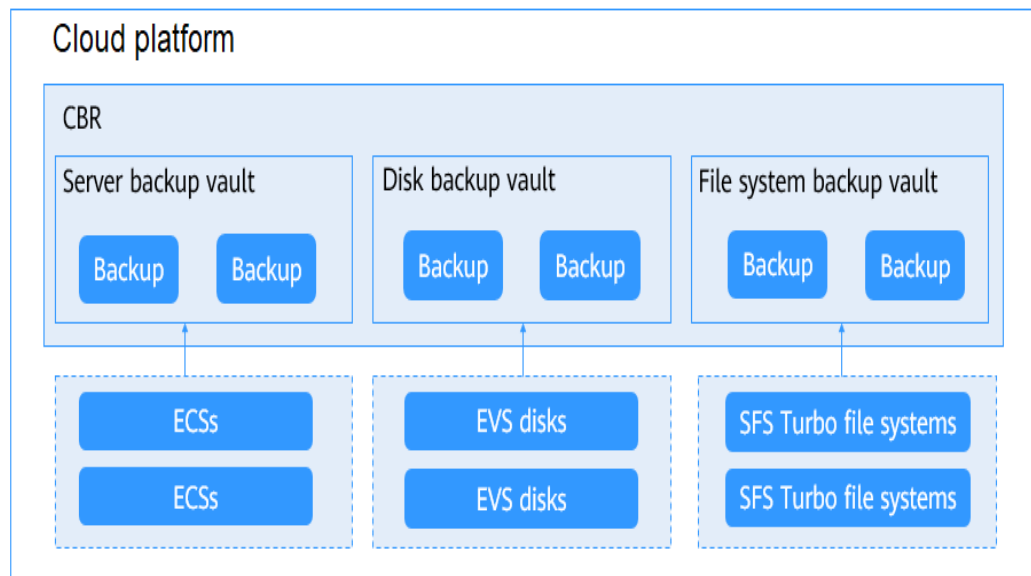 Cloud platform
CBR
Server backup vault
Disk backup vault
File system backup vault
Backup
Backup
Backup
Backup
Backup
Backup
ECSs
EVS disks
SFS Turbo file systems
ECSs
EVS disks
SFS Turbo file systems